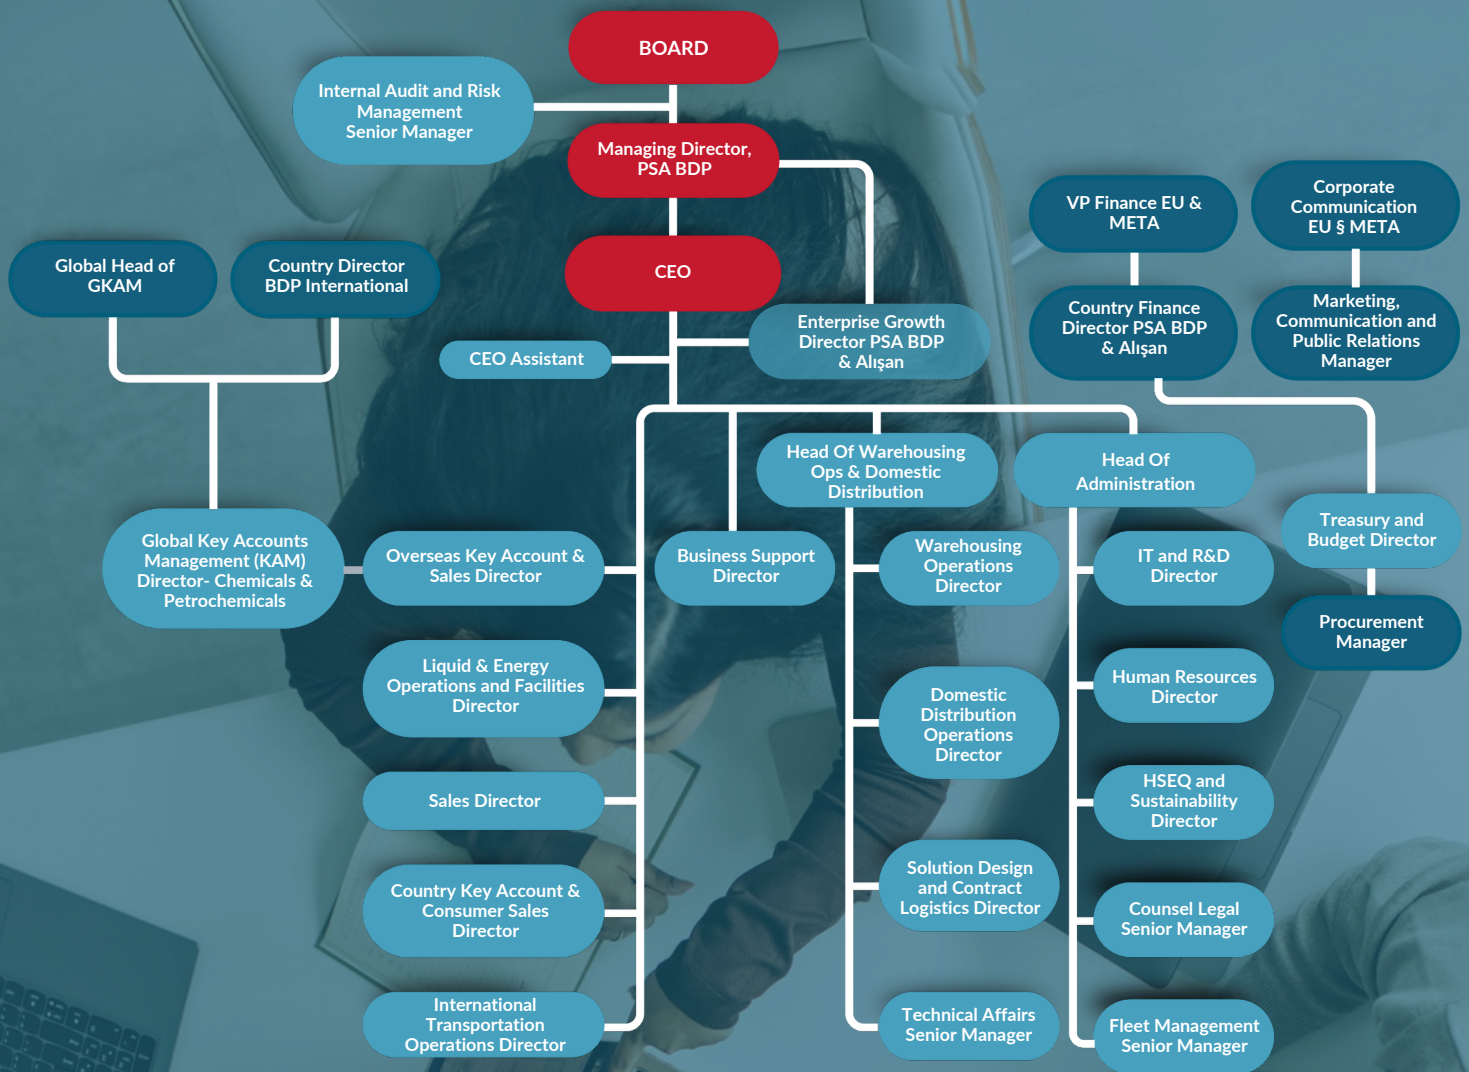 BOARD
Internal Audit and Risk
Management
Senior Manager
Managing Director,
PSA BDP
VP Finance EU &
META
Corporate
Communication
EU § META
Global Head of
GKAM
Country Director
BDP International
CEO
Country Finance
Director PSA BDP
& Alışan
Marketing,
Communication and
Public Relations
Manager
CEO Assistant
Enterprise Growth
Director PSA BDP
& Alışan
Head Of Warehousing
Ops & Domestic
Distribution
Head Of
Administration
Global Key Accounts
Management (KAM)
Director- Chemicals &
Petrochemicals
Overseas Key Account &
Sales Director
Business Support
Director
Warehousing
Operations
Director
IT and R&D
Director
Treasury and
Budget Director
Procurement
Manager
Liquid & Energy
Operations and Facilities
Director
Domestic
Distribution
Operations
Director
Human Resources
Director
Sales Director
HSEQ and
Sustainability
Director
Country Key Account &
Consumer Sales
Director
Solution Design
and Contract
Logistics Director
Counsel Legal
Senior Manager
International
Transportation
Operations Director
Technical Affairs
Senior Manager
Fleet Management
Senior Manager